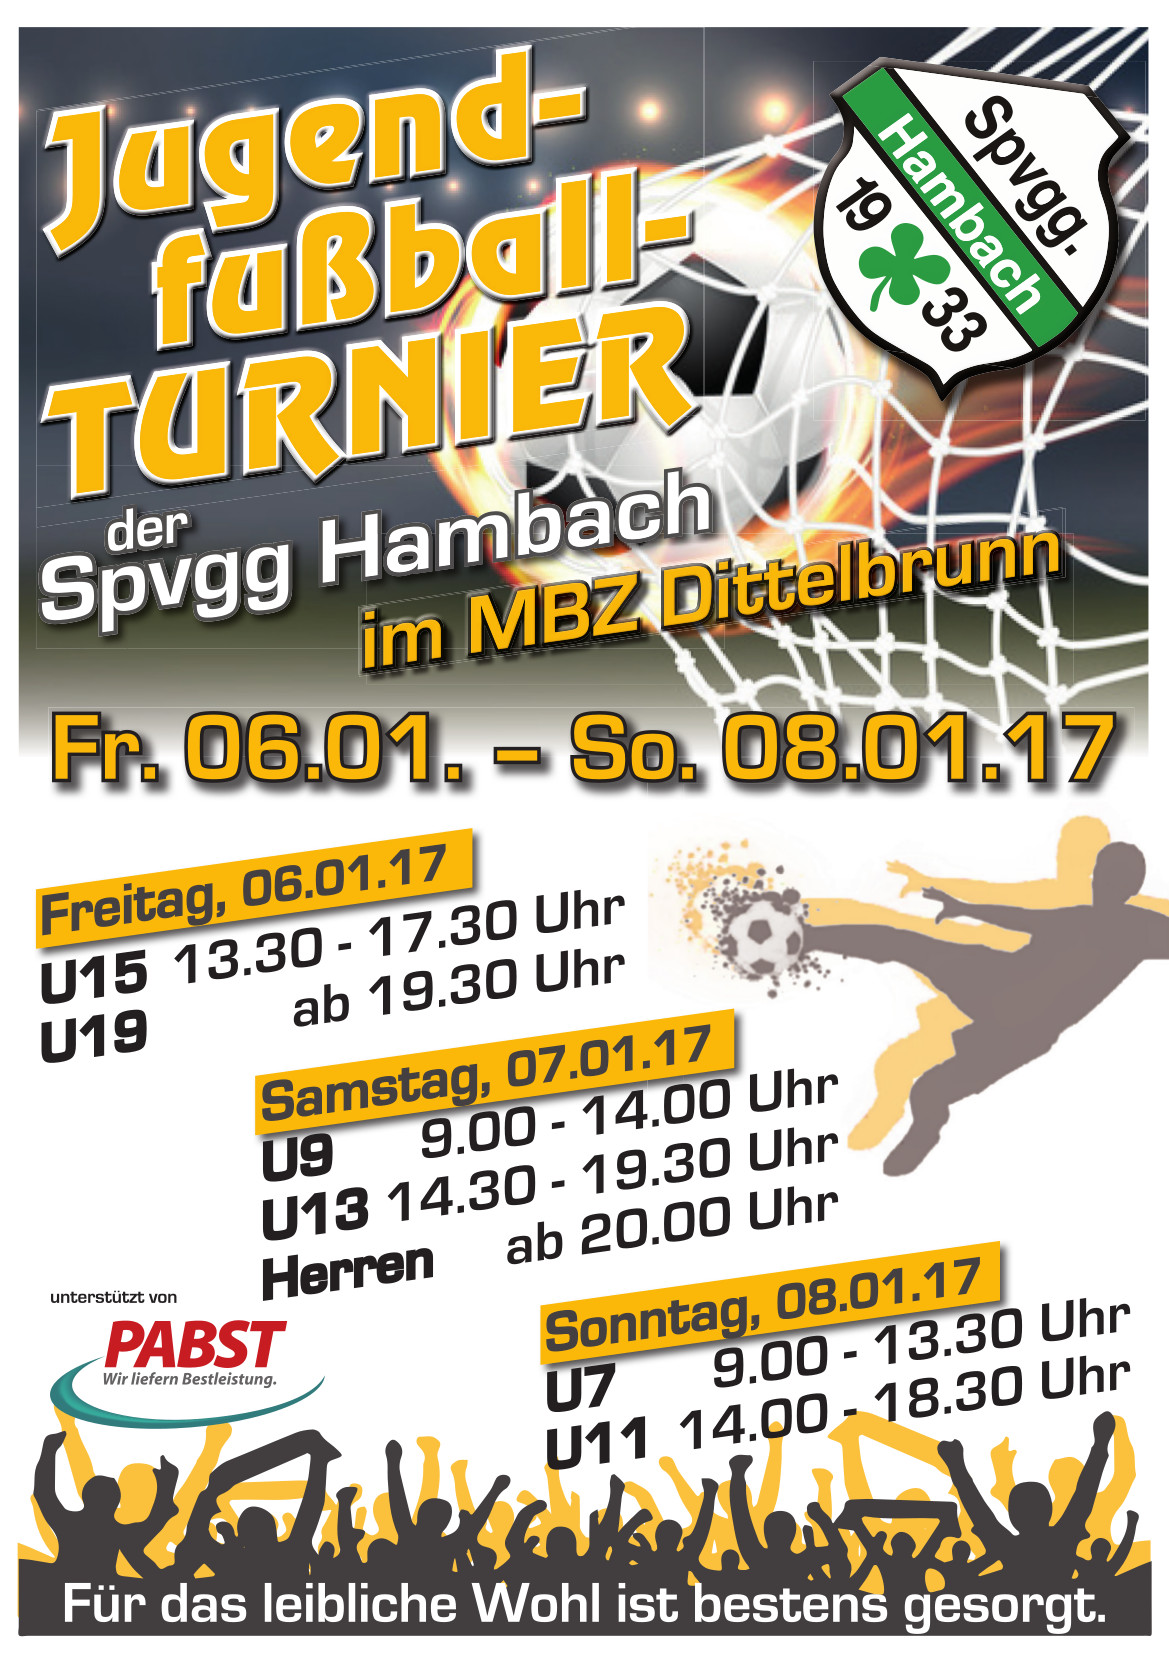 Jugend-
fußball-
TURNIER
der
Spvgg Hambach
im MBZ Dittelbrunn
Spvgg.
Hambach
19 33
Fr. 06.01. – So. 08.01.17
Freitag, 06.01.17
U15 13.30 - 17.30 Uhr
U19 ab 19.30 Uhr
Samstag, 07.01.17
U9 9.00 - 14.00 Uhr
U13 14.30 - 19.30 Uhr
Herren ab 20.00 Uhr
Sonntag, 08.01.17
U7 9.00 - 13.30 Uhr
U11 14.00 - 18.30 Uhr
unterstützt von
PABST
Wir liefern Bestleistung.
Für das leibliche Wohl ist bestens gesorgt.